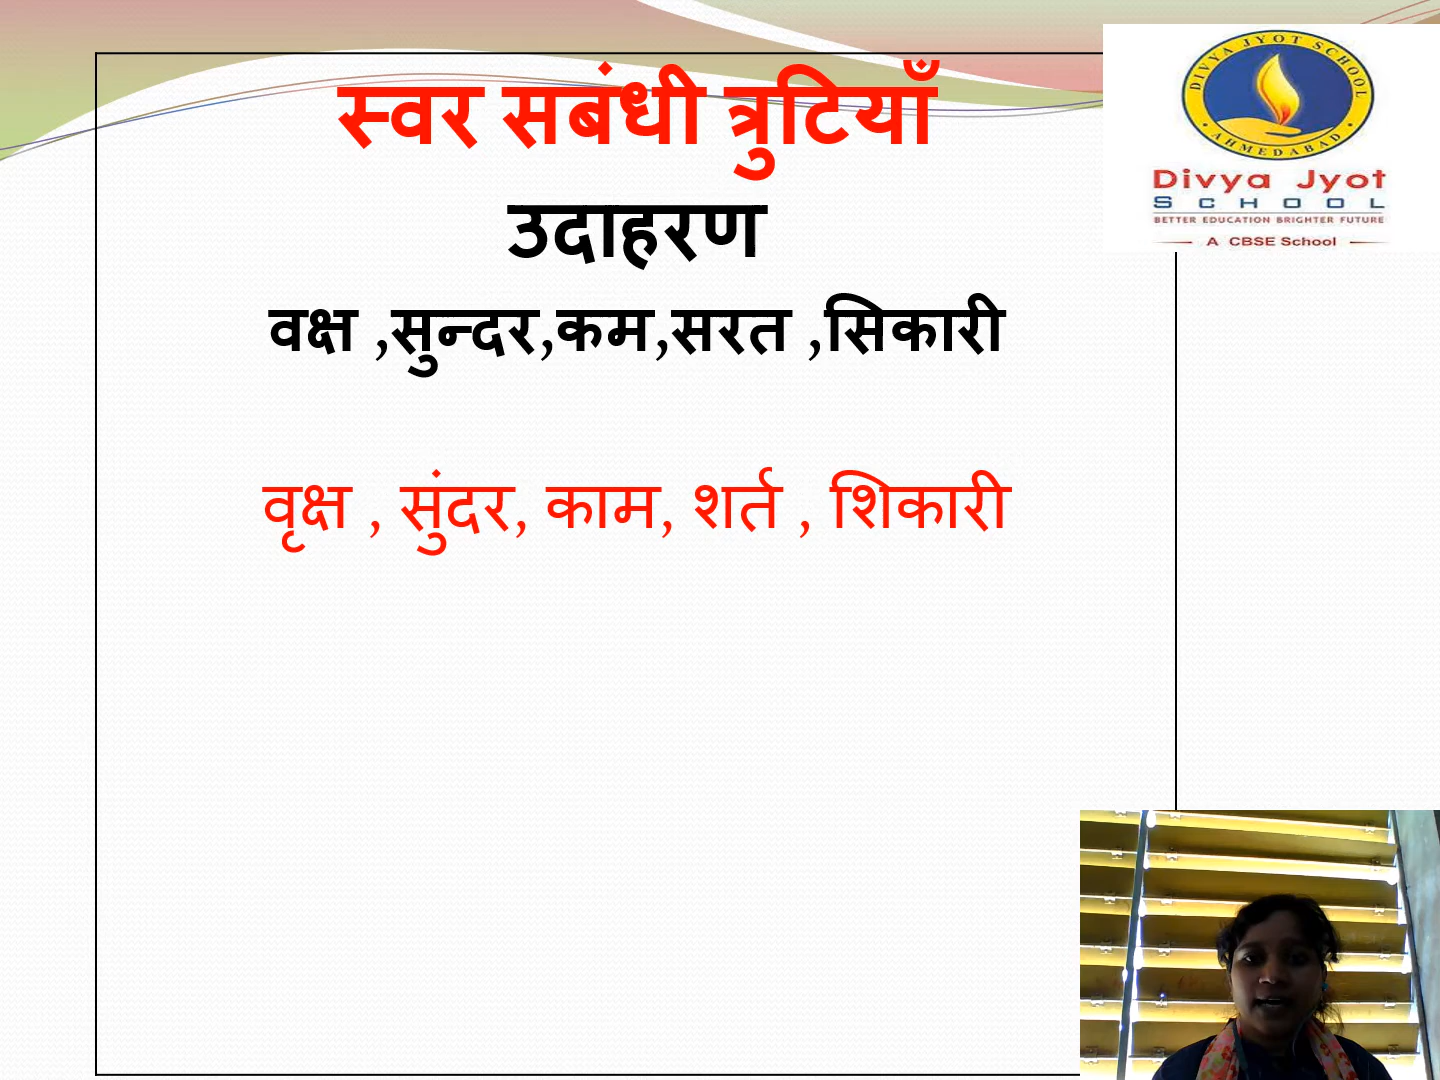 स्वर सबंधी त्रुटियाँ
उदाहरण
वक्ष ,सुन्दर,कम,सरत ,सिकारी
वृक्ष , सुंदर, काम, शर्त , शिकारी
DIVYA JYOT SCHOOL
• AHMEDABAD •
Divya Jyot
SCHOOL
BETTER EDUCATION BRIGHTER FUTURE
A CBSE School